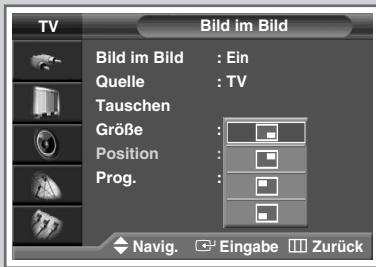 TV
Bild im Bild
Bild im Bild : Ein
Quelle : TV
Tauschen
Größe :
Position :
Prog. :
Navig. Eingabe Zurück